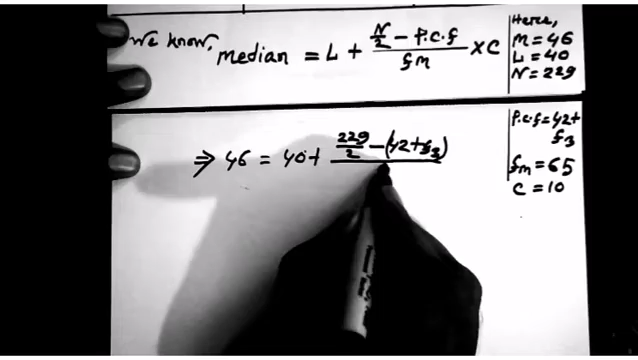 We know, median = L + (N/2 - P.c.f)/fm × C
Here,
M = 46
L = 40
N = 229
P.c.f = 42+
f3
fm = 65
C = 10
⇒ 46 = 40 + 229/2 - (42+f3)